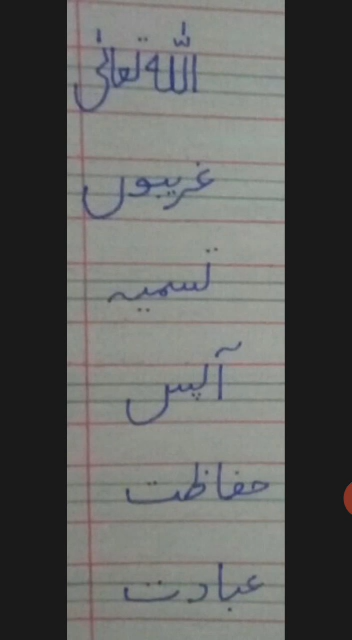 اللہ تعالیٰ
غریبوں
تسمیہ
آپس
حفاظت
عبادت